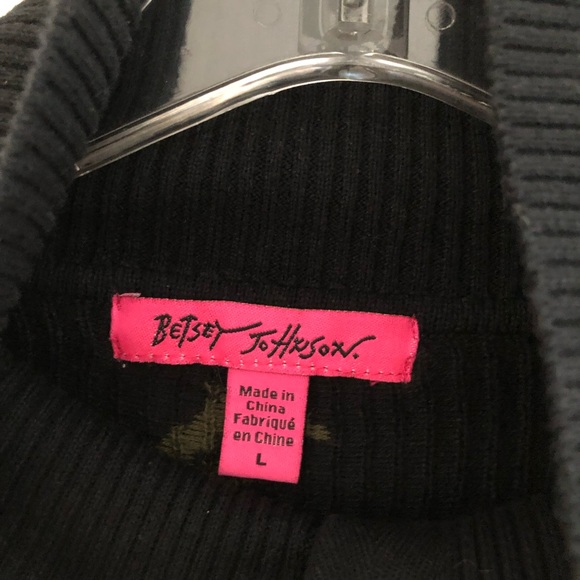 BETSEY JOHNSON.
Made in
China
Fabriqué
en Chine
L